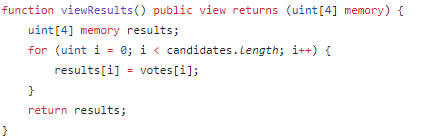 function viewResults() public view returns (uint[4] memory) {
    uint[4] memory results;
    for (uint i = 0; i < candidates.length; i++) {
        results[i] = votes[i];
    }
    return results;
}